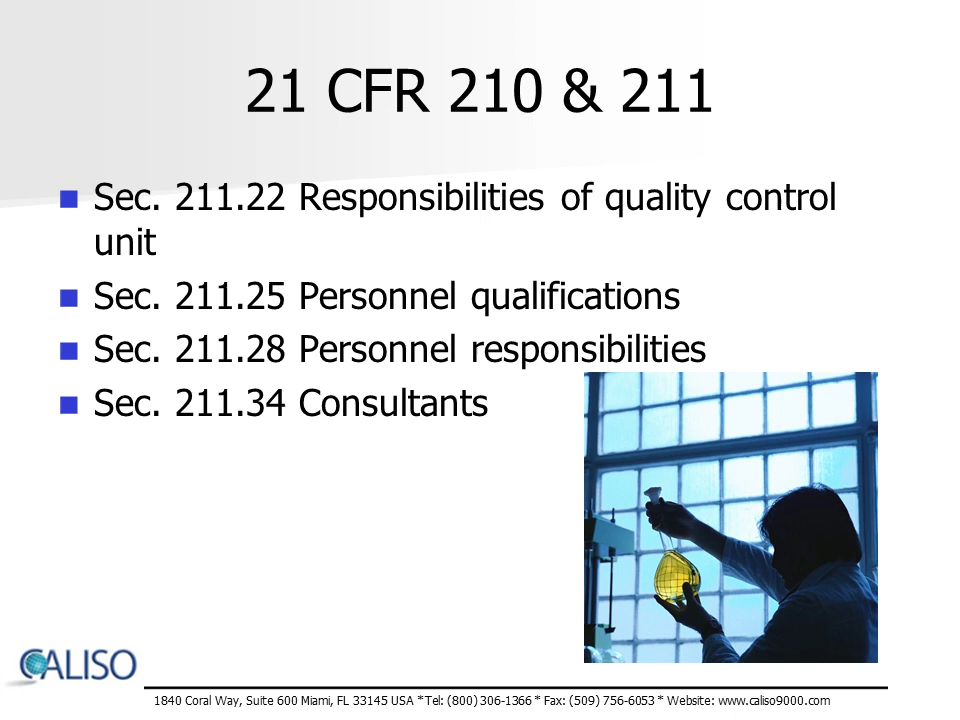 21 CFR 210 & 211
Sec. 211.22 Responsibilities of quality control
unit
Sec. 211.25 Personnel qualifications
Sec. 211.28 Personnel responsibilities
Sec. 211.34 Consultants
CALISO
1840 Coral Way, Suite 600 Miami, FL 33145 USA *Tel: (800) 306-1366 * Fax: (509) 756-6053 * Website: www.caliso9000.com